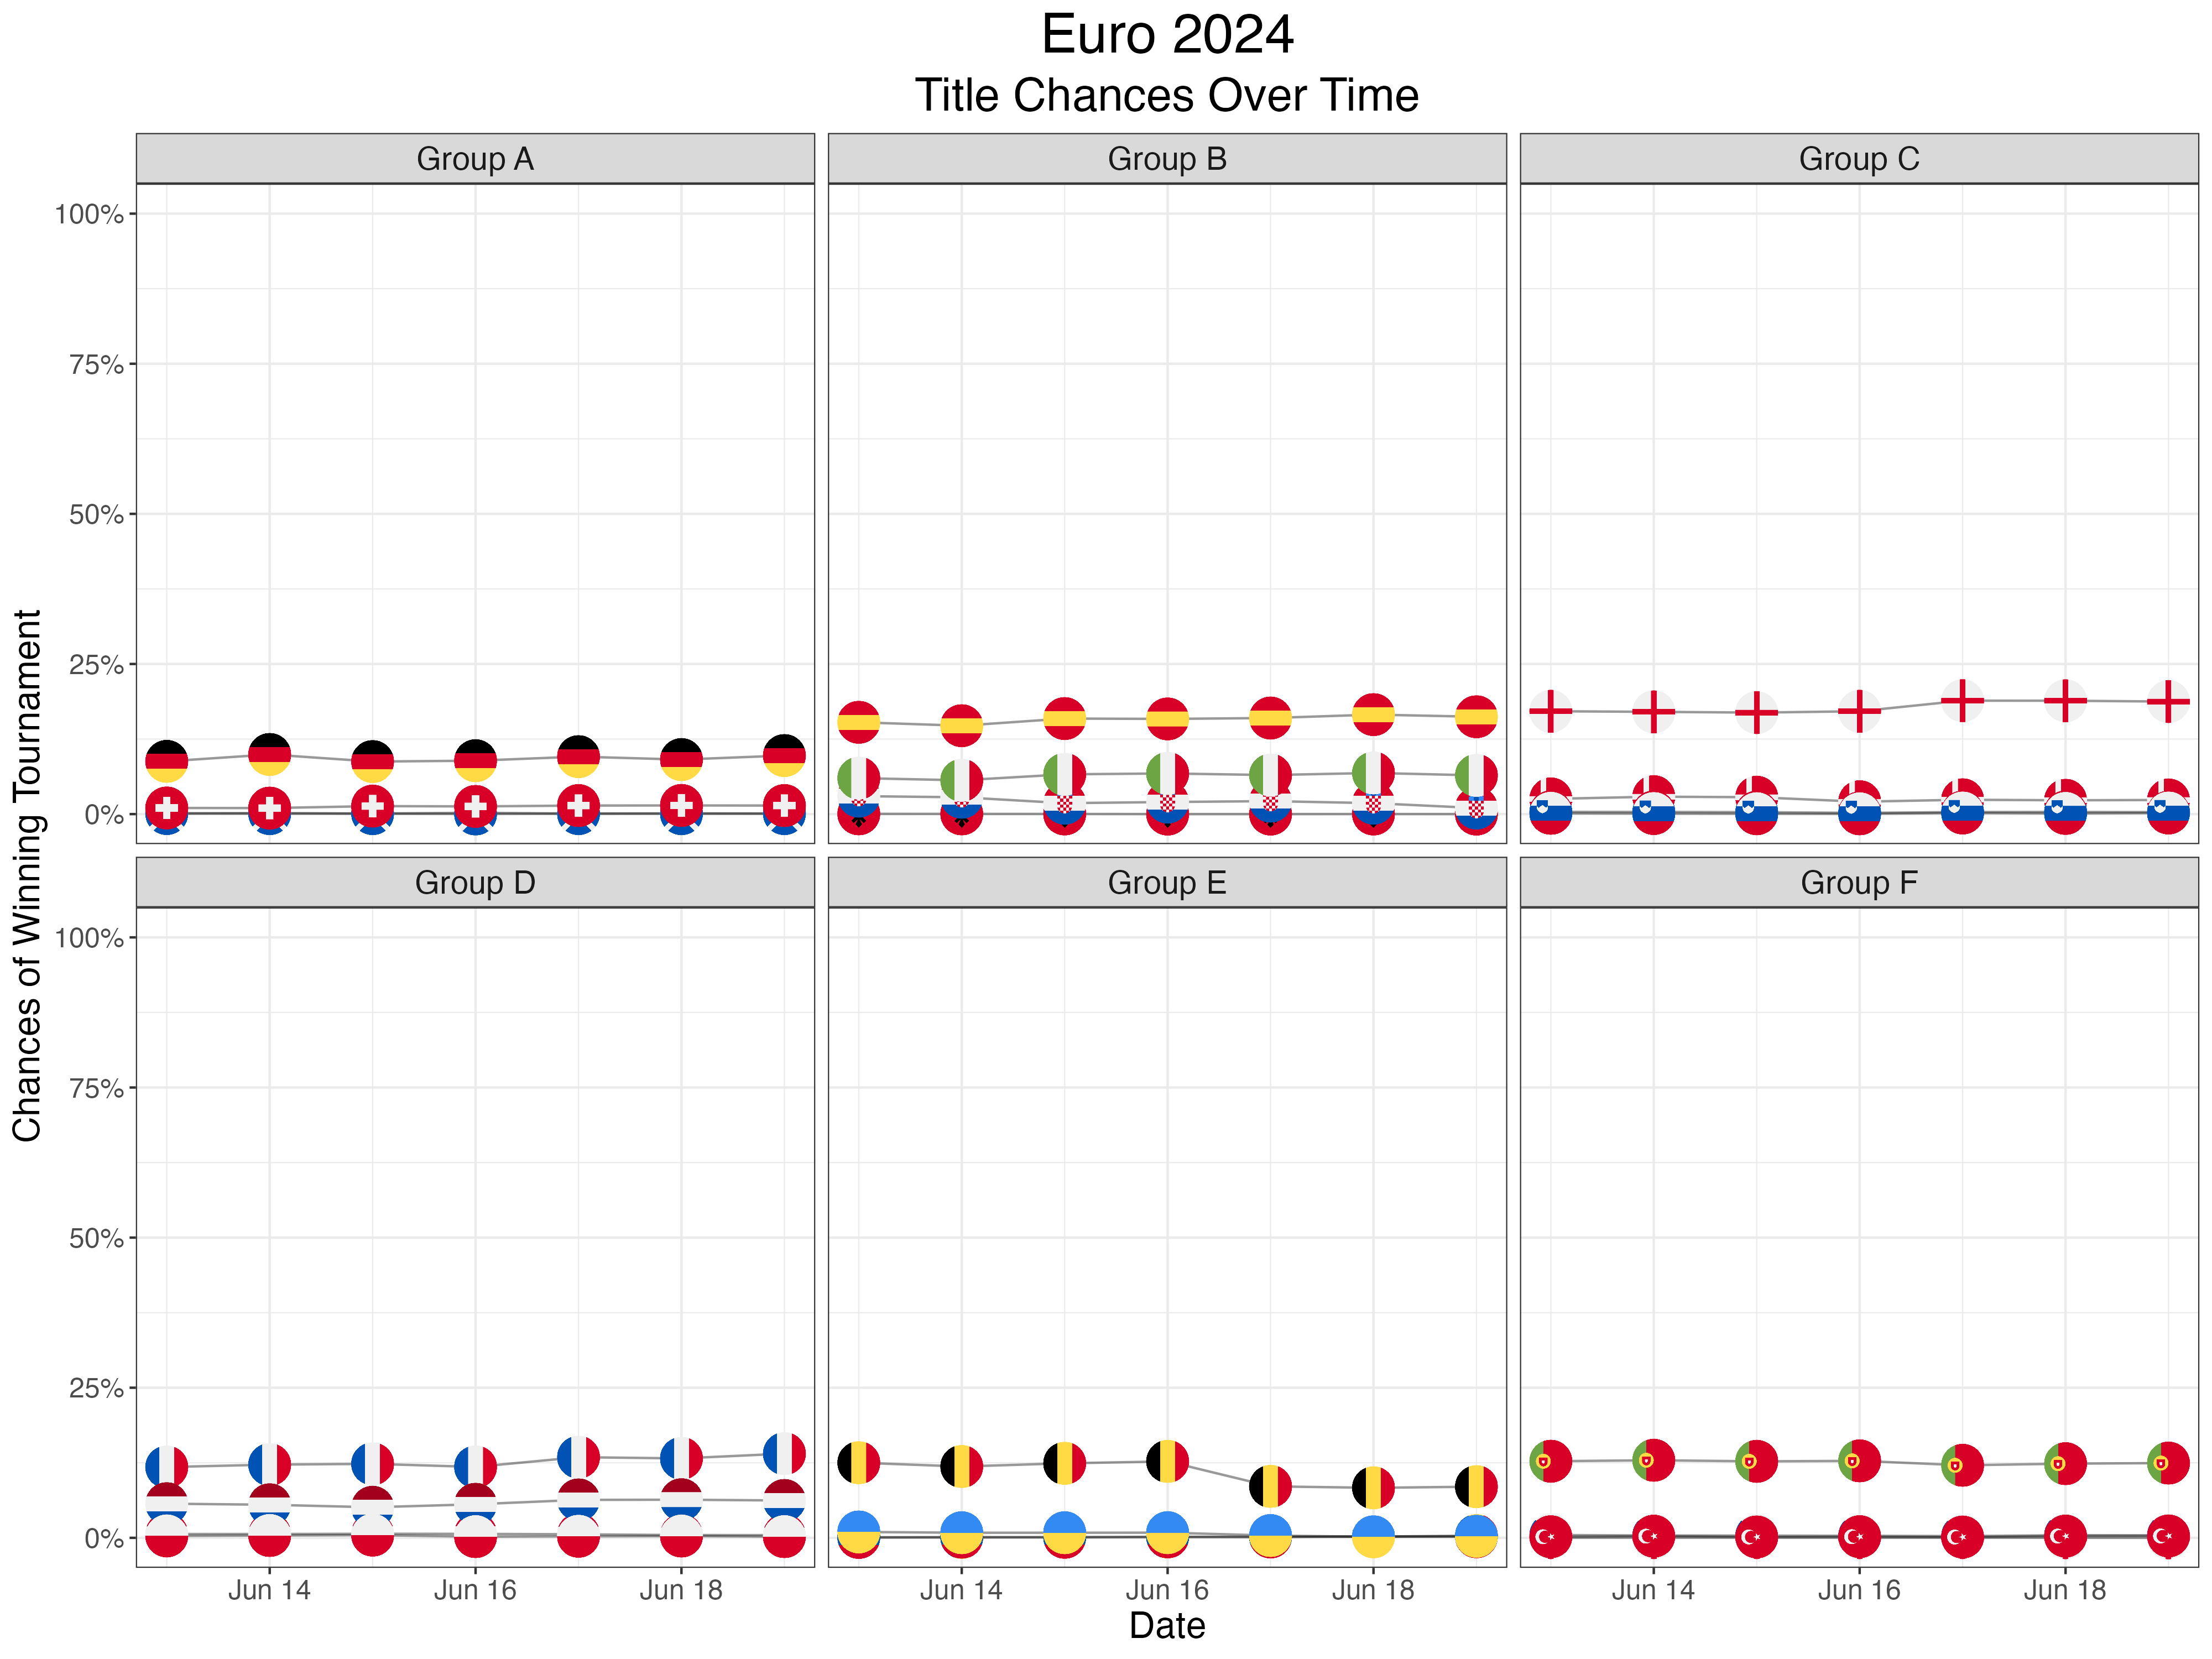 Euro 2024
Title Chances Over Time
Group A
Group B
Group C
100%
75%
50%
25%
0%
Group D
Group E
Group F
100%
75%
50%
25%
0%
Jun 14
Jun 16
Jun 18
Jun 14
Jun 16
Jun 18
Jun 14
Jun 16
Jun 18
Chances of Winning Tournament
Date